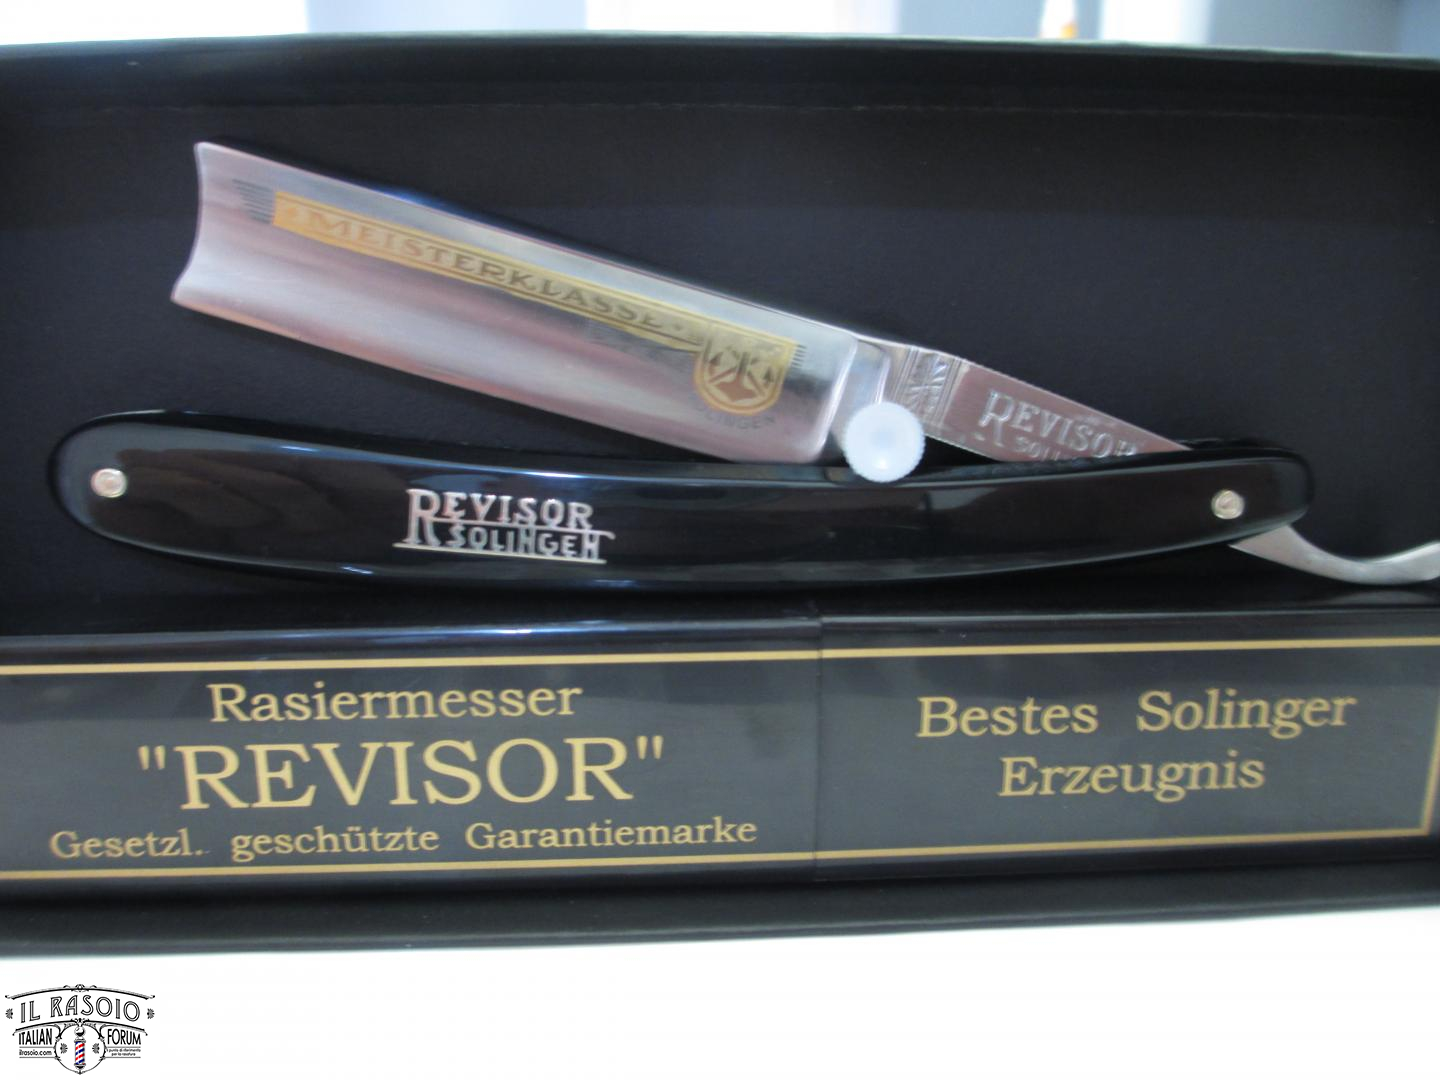 MEISTERKLASSE
SOLINGEN
REVISOR
REVISOR
SOLINGEN
Rasiermesser
"REVISOR"
Gesetzl. geschützte Garantiemarke
Bestes Solinger
Erzeugnis
IL RASOIO
ITALIAN FORUM
ilrasoio.com